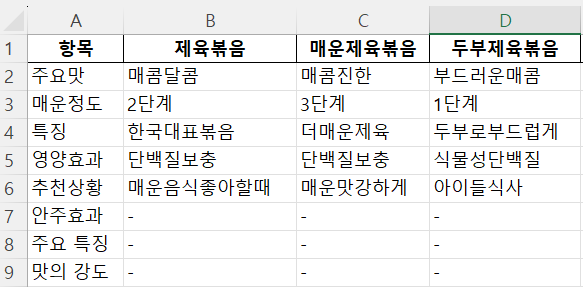 A B C D
1 항목 제육볶음 매운제육볶음 두부제육볶음
2 주요맛 매콤달콤 매콤진한 부드러운매콤
3 매운정도 2단계 3단계 1단계
4 특징 한국대표볶음 더매운제육 두부로부드럽게
5 영양효과 단백질보충 단백질보충 식물성단백질
6 추천상황 매운음식좋아할때 매운맛강하게 아이들식사
7 안주효과 - - -
8 주요 특징 - - -
9 맛의 강도 - - -